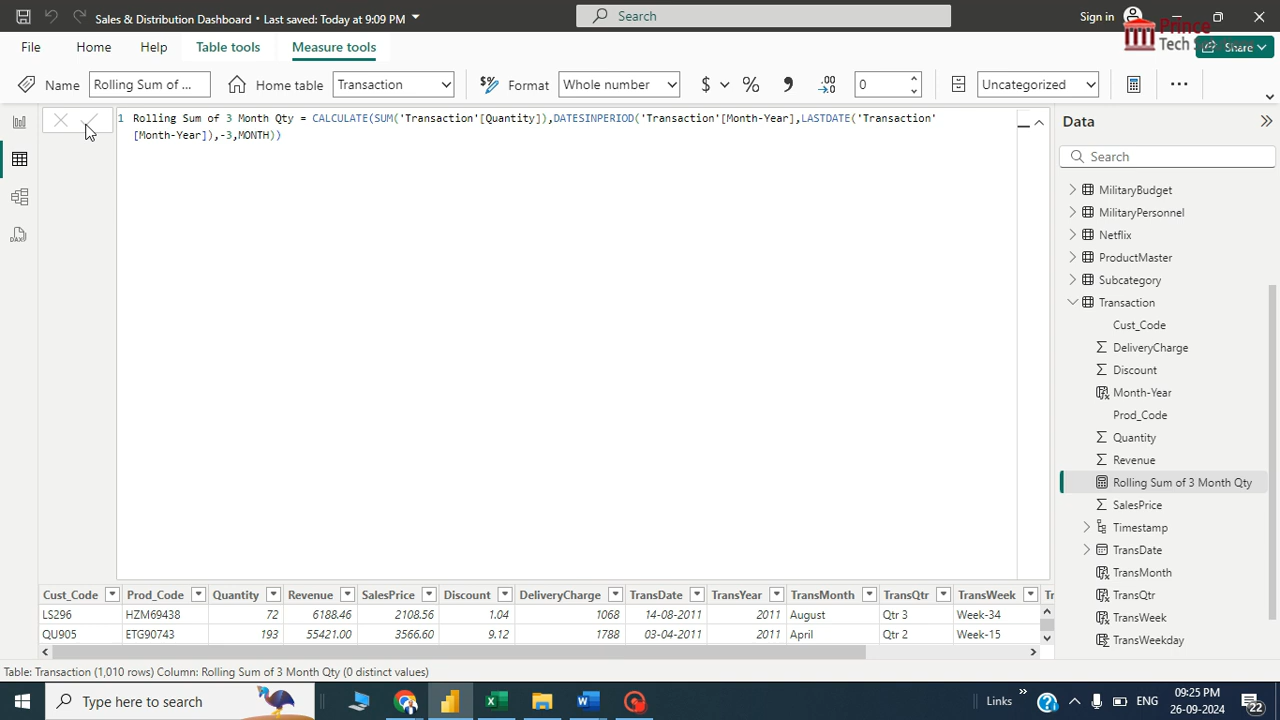 Sales & Distribution Dashboard • Last saved: Today at 9:09 PM
Search
Sign in
Prince
Tech
Share
File
Home
Help
Table tools
Measure tools
Name
Rolling Sum of ...
Home table
Transaction
Format
Whole number
$
%
0
Uncategorized
1 Rolling Sum of 3 Month Qty = CALCULATE(SUM('Transaction'[Quantity]),DATESINPERIOD('Transaction'[Month-Year],LASTDATE('Transaction'
[Month-Year]),-3,MONTH))
Data
Search
MilitaryBudget
MilitaryPersonnel
Netflix
ProductMaster
Subcategory
Transaction
Cust_Code
DeliveryCharge
Discount
Month-Year
Prod_Code
Quantity
Revenue
Rolling Sum of 3 Month Qty
SalesPrice
Timestamp
TransDate
TransMonth
TransQtr
TransWeek
TransWeekday
Cust_Code Prod_Code Quantity Revenue SalesPrice Discount DeliveryCharge TransDate TransYear TransMonth TransQtr TransWeek
LS296 HZM69438 72 6188.46 2108.56 1.04 1068 14-08-2011 2011 August Qtr 3 Week-34
QU905 ETG90743 193 55421.00 3566.60 9.12 1788 03-04-2011 2011 April Qtr 2 Week-15
Table: Transaction (1,010 rows) Column: Rolling Sum of 3 Month Qty (0 distinct values)
Type here to search
Links
ENG
09:25 PM
26-09-2024
22